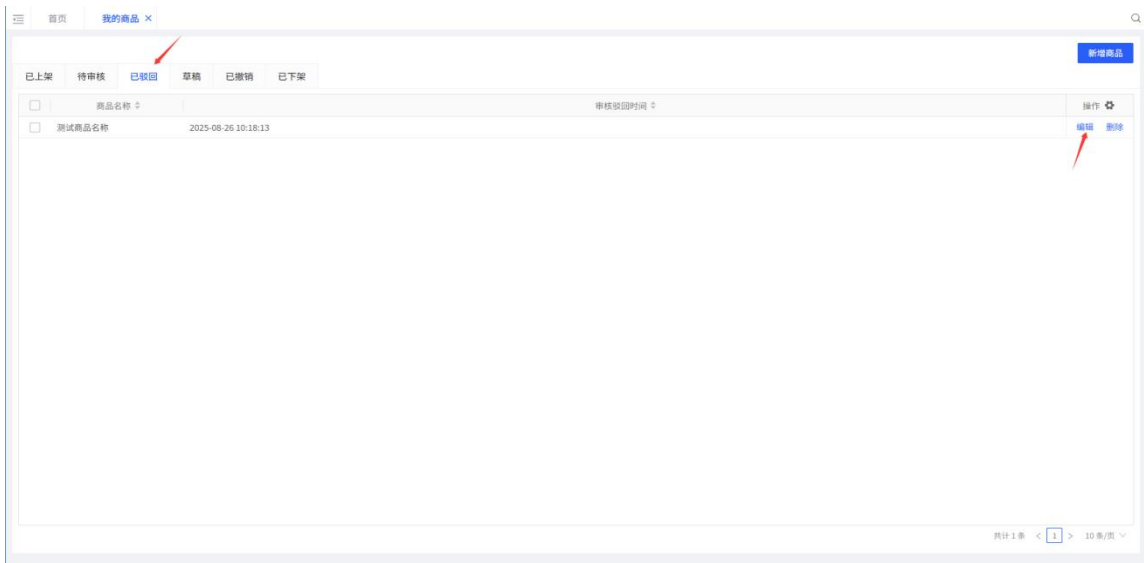 首页 我的商品 ×
新增商品
已上架 待审核 已驳回 草稿 已撤销 已下架
商品名称 审核驳回时间 操作
测试商品名称 2025-08-26 10:18:13 编辑 删除
共计 1 条 < 1 > 10 条/页